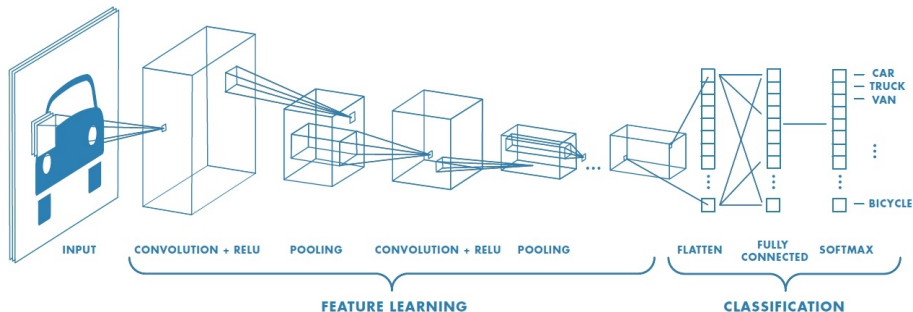 CAR
TRUCK
VAN
BICYCLE
INPUT
CONVOLUTION + RELU
POOLING
CONVOLUTION + RELU
POOLING
FLATTEN
FULLY
CONNECTED
SOFTMAX
FEATURE LEARNING
CLASSIFICATION